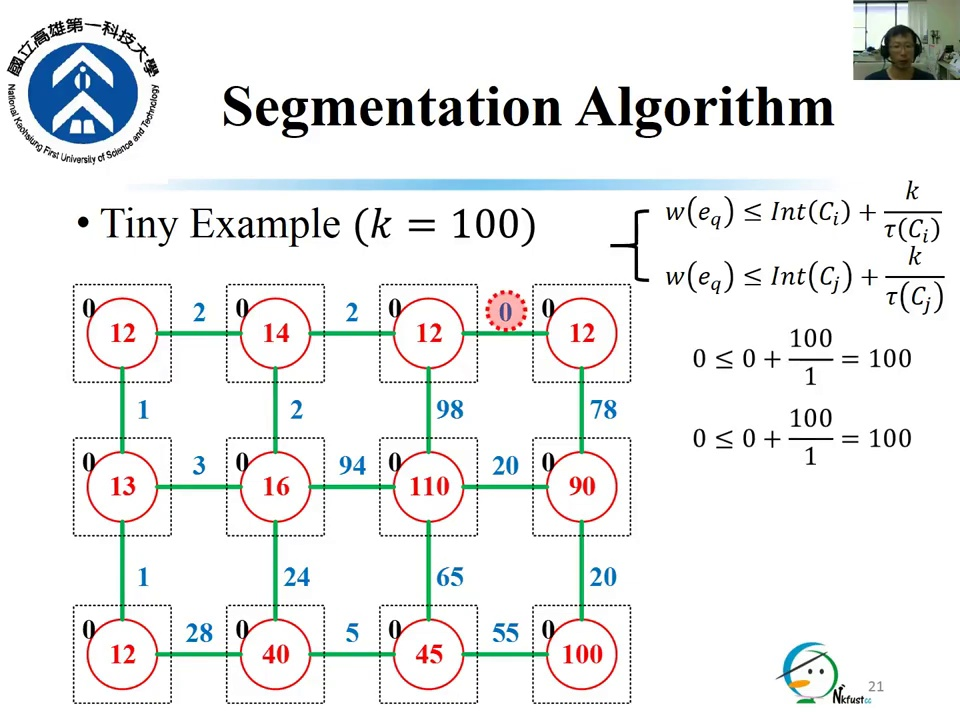 國立高雄第一科技大學
National Kaohsiung First University of Science and Technology
Segmentation Algorithm
• Tiny Example (k = 100)
w(e_q) ≤ Int(C_i) + k/τ(C_i)
w(e_q) ≤ Int(C_j) + k/τ(C_j)
0 ≤ 0 + 100/1 = 100
0 ≤ 0 + 100/1 = 100
0 0 0 0
12 2 14 2 12 0 12
1 2 98 78
0 0 0 0
13 3 16 94 110 20 90
1 24 65 20
0 0 0 0
12 28 40 5 45 55 100
Nkfust cc
21